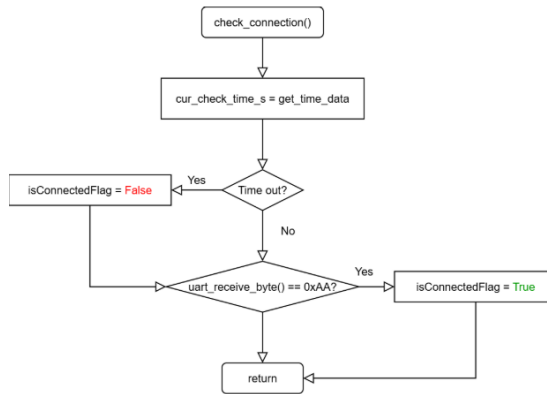 check_connection()
cur_check_time_s = get_time_data
Yes
Time out?
isConnectedFlag = False
No
Yes
uart_receive_byte() == 0xAA?
isConnectedFlag = True
return